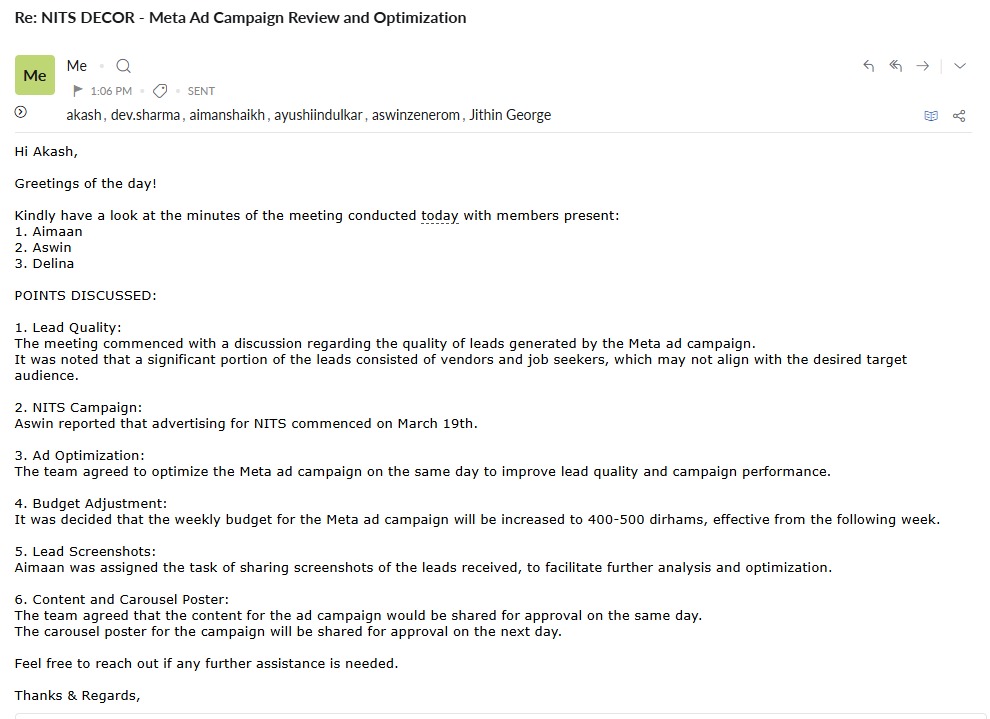 Re: NITS DECOR - Meta Ad Campaign Review and Optimization
Me
Me
1:06 PM
SENT
akash, dev.sharma, aimanshaikh, ayushiindulkar, aswinzenerom, Jithin George
Hi Akash,
Greetings of the day!
Kindly have a look at the minutes of the meeting conducted today with members present:
1. Aimaan
2. Aswin
3. Delina
POINTS DISCUSSED:
1. Lead Quality:
The meeting commenced with a discussion regarding the quality of leads generated by the Meta ad campaign.
It was noted that a significant portion of the leads consisted of vendors and job seekers, which may not align with the desired target
audience.
2. NITS Campaign:
Aswin reported that advertising for NITS commenced on March 19th.
3. Ad Optimization:
The team agreed to optimize the Meta ad campaign on the same day to improve lead quality and campaign performance.
4. Budget Adjustment:
It was decided that the weekly budget for the Meta ad campaign will be increased to 400-500 dirhams, effective from the following week.
5. Lead Screenshots:
Aimaan was assigned the task of sharing screenshots of the leads received, to facilitate further analysis and optimization.
6. Content and Carousel Poster:
The team agreed that the content for the ad campaign would be shared for approval on the same day.
The carousel poster for the campaign will be shared for approval on the next day.
Feel free to reach out if any further assistance is needed.
Thanks & Regards,